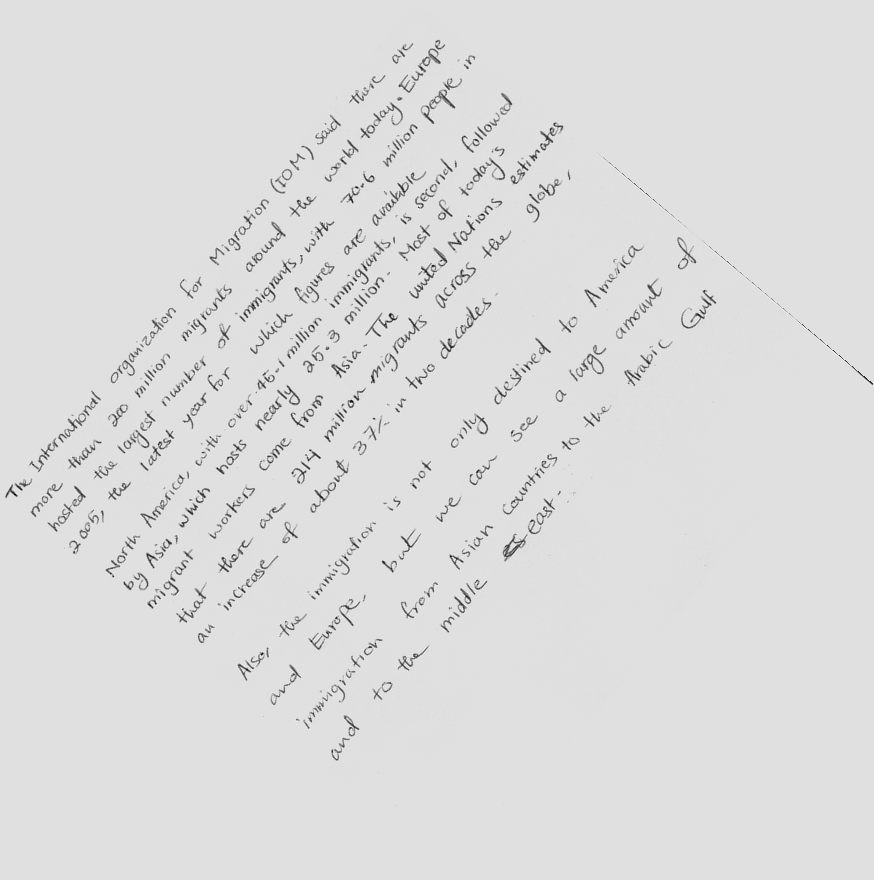 The International organization for Migration (IOM) said there are
more than 200 million migrants around the world today. Europe
hosted the largest number of immigrants, with 70.6 million people in
2005, the latest year for which figures are available
North America, with over 45.1 million immigrants, is second, followed
by Asia, which hosts nearly 25.3 million. Most of today's
migrant workers come from Asia. The united Nations estimates
that there are 214 million migrants across the globe,
an increase of about 37% in two decades.
Also, the immigration is not only destined to America
and Europe, but we can see a large amount of
immigration from Asian Countries to the Arabic Gulf
and to the middle east.